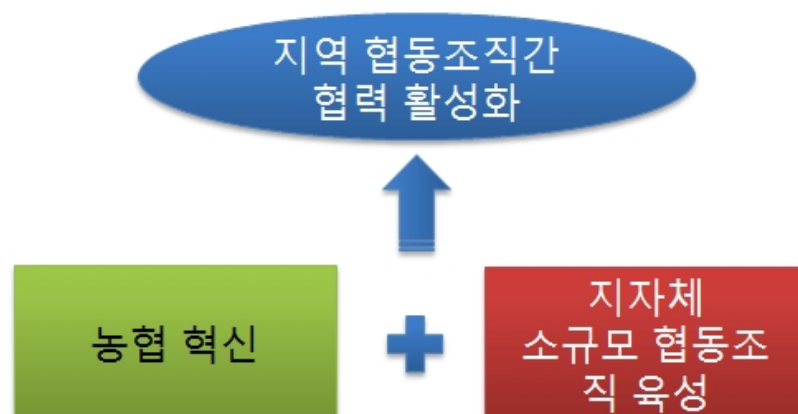 지역 협동조직간
협력 활성화
농협 혁신
지자체
소규모 협동조
직 육성